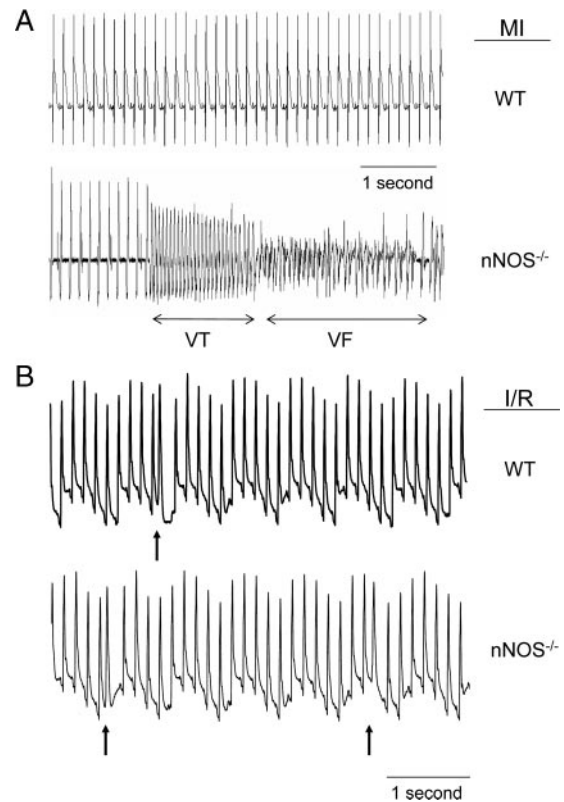 A
MI
WT
1 second
nNOS-/-
VT
VF
B
I/R
WT
nNOS-/-
1 second